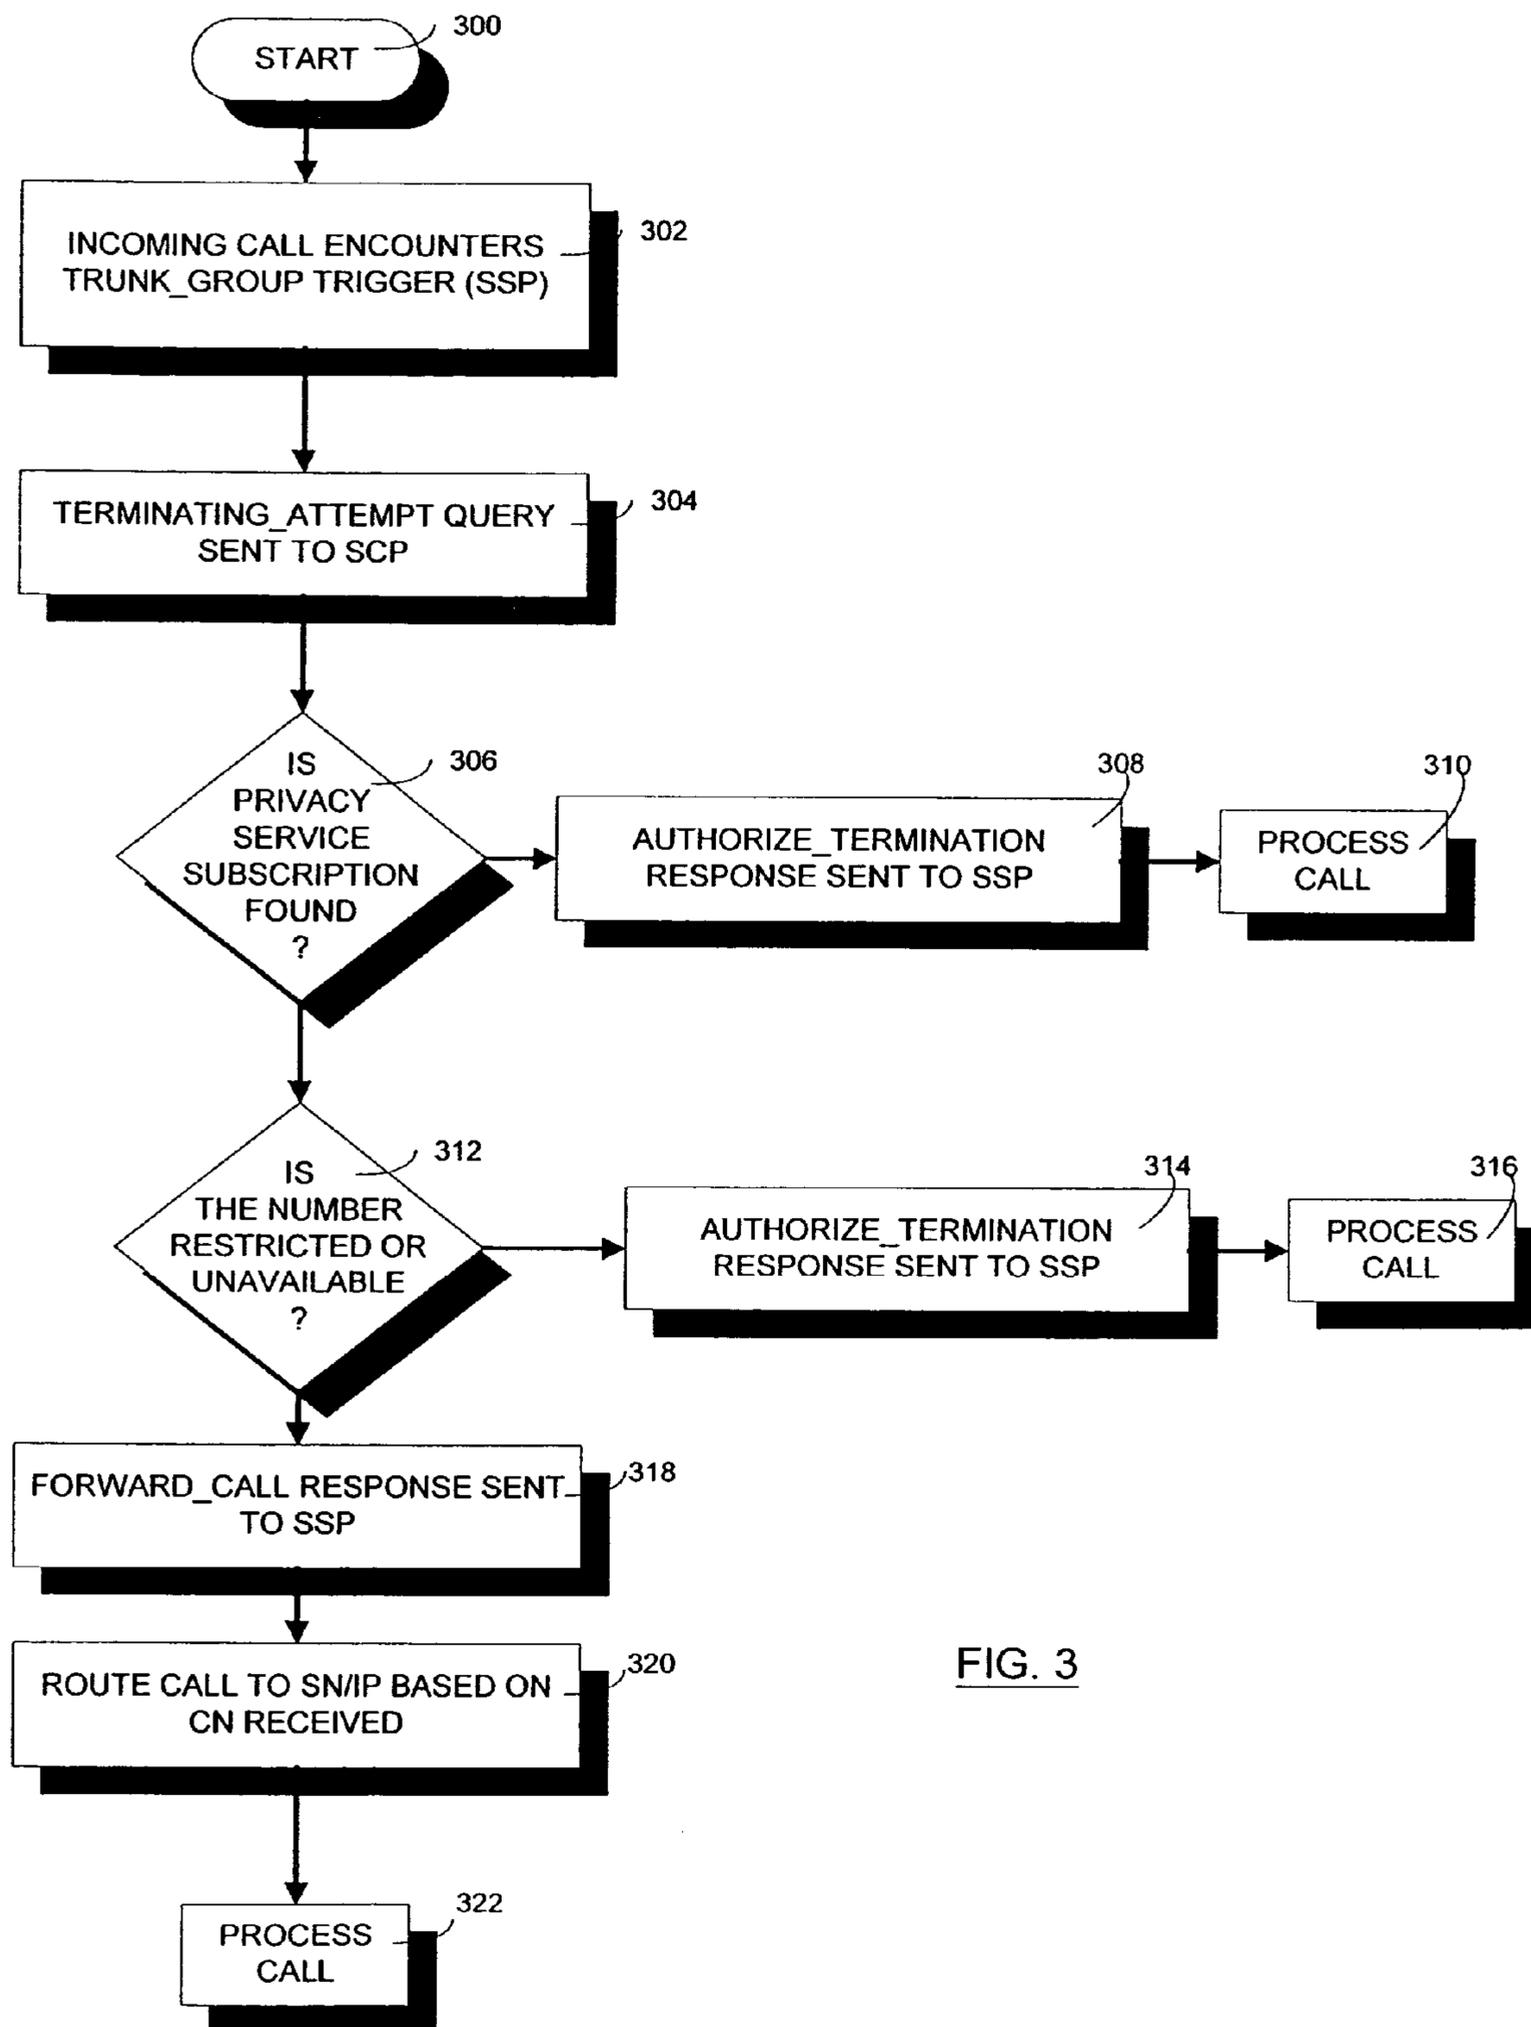 START
300
INCOMING CALL ENCOUNTERS
TRUNK_GROUP TRIGGER (SSP)
302
TERMINATING_ATTEMPT QUERY
SENT TO SCP
304
IS
PRIVACY
SERVICE
SUBSCRIPTION
FOUND
?
306
AUTHORIZE_TERMINATION
RESPONSE SENT TO SSP
308
PROCESS
CALL
310
IS
THE NUMBER
RESTRICTED OR
UNAVAILABLE
?
312
AUTHORIZE_TERMINATION
RESPONSE SENT TO SSP
314
PROCESS
CALL
316
FORWARD_CALL RESPONSE SENT
TO SSP
318
ROUTE CALL TO SN/IP BASED ON
CN RECEIVED
320
PROCESS
CALL
322
FIG. 3